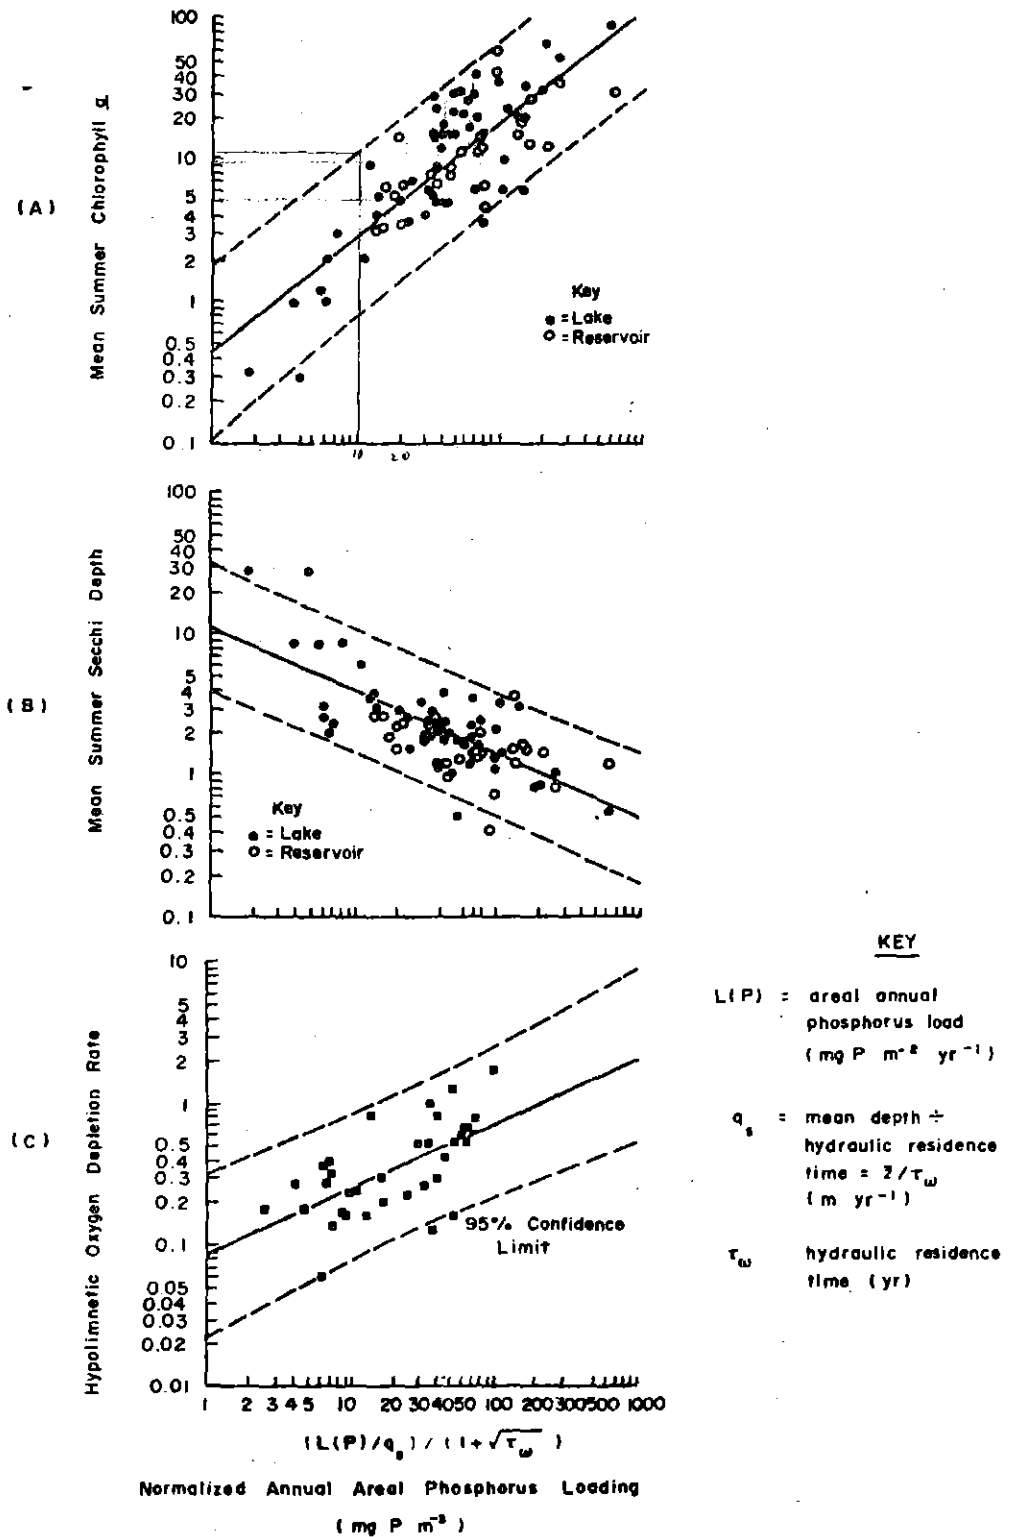 (A)
Mean Summer Chlorophyll a
100
50
40
30
20
10
5
4
3
2
1
0.5
0.4
0.3
0.2
0.1
Key
= Lake
= Reservoir
10 20
(B)
Mean Summer Secchi Depth
100
50
40
30
20
10
5
4
3
2
1
0.5
0.4
0.3
0.2
0.1
Key
= Lake
= Reservoir
(C)
Hypolimnetic Oxygen Depletion Rate
10
5
4
3
2
1
0.5
0.4
0.3
0.2
0.1
0.05
0.04
0.03
0.02
0.01
95% Confidence
Limit
1 2 3 4 5 10 20 30 40 50 100 200 300 500 1000
(L(P)/qs) / (1+√τω)
Normalized Annual Areal Phosphorus Loading
(mg P m⁻³)
KEY
L(P) = areal annual
phosphorus load
(mg P m⁻² yr⁻¹)
qs = mean depth ÷
hydraulic residence
time = z̄/τω
(m yr⁻¹)
τω hydraulic residence
time (yr)